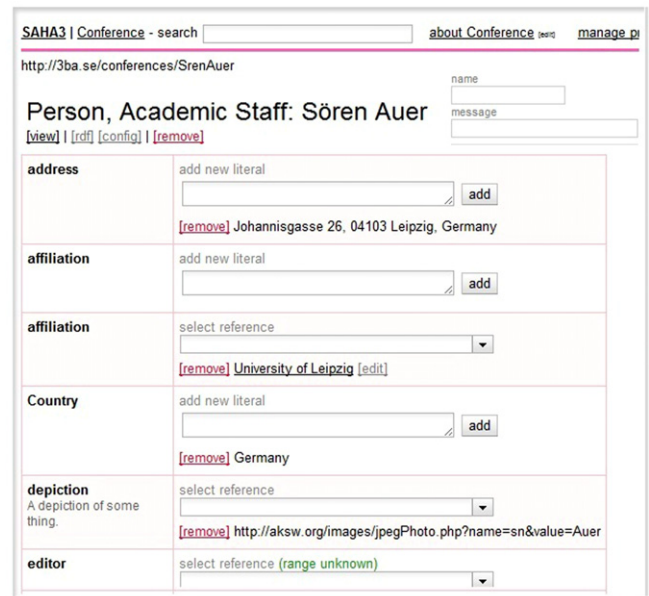 SAHA3 | Conference - search
about Conference [edit] manage
http://3ba.se/conferences/SrenAuer
name
message
Person, Academic Staff: Sören Auer
[view] | [rdf] [config] | [remove]
address
add new literal
add
[remove] Johannisgasse 26, 04103 Leipzig, Germany
affiliation
add new literal
add
affiliation
select reference
[remove] University of Leipzig [edit]
Country
add new literal
add
[remove] Germany
depiction
A depiction of some
thing.
select reference
[remove] http://aksw.org/images/jpegPhoto.php?name=sn&value=Auer
editor
select reference (range unknown)